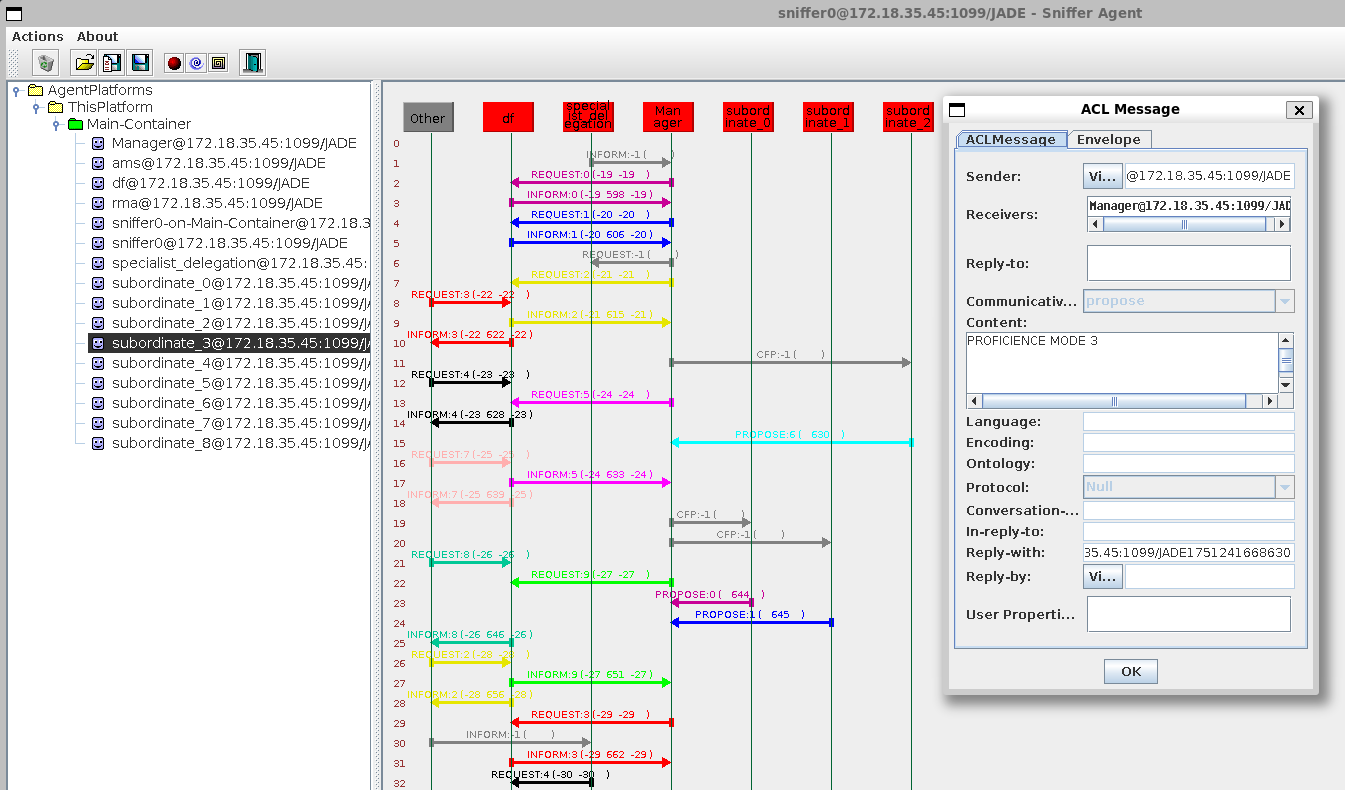 sniffer0@172.18.35.45:1099/JADE - Sniffer Agent
Actions About
AgentPlatforms
ThisPlatform
Main-Container
Manager@172.18.35.45:1099/JADE
ams@172.18.35.45:1099/JADE
df@172.18.35.45:1099/JADE
rma@172.18.35.45:1099/JADE
sniffer0-on-Main-Container@172.18.3
sniffer0@172.18.35.45:1099/JADE
specialist_delegation@172.18.35.45:
subordinate_0@172.18.35.45:1099/J
subordinate_1@172.18.35.45:1099/J
subordinate_2@172.18.35.45:1099/J
subordinate_3@172.18.35.45:1099/J
subordinate_4@172.18.35.45:1099/J
subordinate_5@172.18.35.45:1099/J
subordinate_6@172.18.35.45:1099/J
subordinate_7@172.18.35.45:1099/J
subordinate_8@172.18.35.45:1099/J
Other
df
special
ist_del
egation
Man
ager
subord
inate_0
subord
inate_1
subord
inate_2
0
1 INFORM:-1 ( )
2 REQUEST:0 (-19 -19 )
3 INFORM:0 (-19 598 -19)
4 REQUEST:1 (-20 -20 )
5 INFORM:1 (-20 606 -20)
6 REQUEST:-1 ( )
7 REQUEST:2 (-21 -21 )
8 REQUEST:3 (-22 -22 )
9 INFORM:2 (-21 615 -21)
10 INFORM:3 (-22 622 -22)
11 CFP:-1 ( )
12 REQUEST:4 (-23 -23 )
13 REQUEST:5 (-24 -24 )
14 INFORM:4 (-23 628 -23)
15 PROPOSE:6 ( 630 )
16 REQUEST:7 (-25 -25 )
17 INFORM:5 (-24 633 -24)
18 INFORM:7 (-25 639 -25)
19 CFP:-1 ( )
20 CFP:-1 ( )
21 REQUEST:8 (-26 -26 )
22 REQUEST:9 (-27 -27 )
23 PROPOSE:0 ( 644 )
24 PROPOSE:1 ( 645 )
25 INFORM:8 (-26 646 -26)
26 REQUEST:2 (-28 -28 )
27 INFORM:9 (-27 651 -27)
28 INFORM:2 (-28 656 -28)
29 REQUEST:3 (-29 -29 )
30 INFORM:-1 ( )
31 INFORM:3 (-29 662 -29)
32 REQUEST:4 (-30 -30 )
ACL Message
ACLMessage Envelope
Sender: Vi... @172.18.35.45:1099/JADE
Receivers: Manager@172.18.35.45:1099/JAD
Reply-to:
Communicativ... propose
Content:
PROFICIENCE MODE 3
Language:
Encoding:
Ontology:
Protocol: Null
Conversation-...
In-reply-to:
Reply-with: 35.45:1099/JADE1751241668630
Reply-by: Vi...
User Properti...
OK